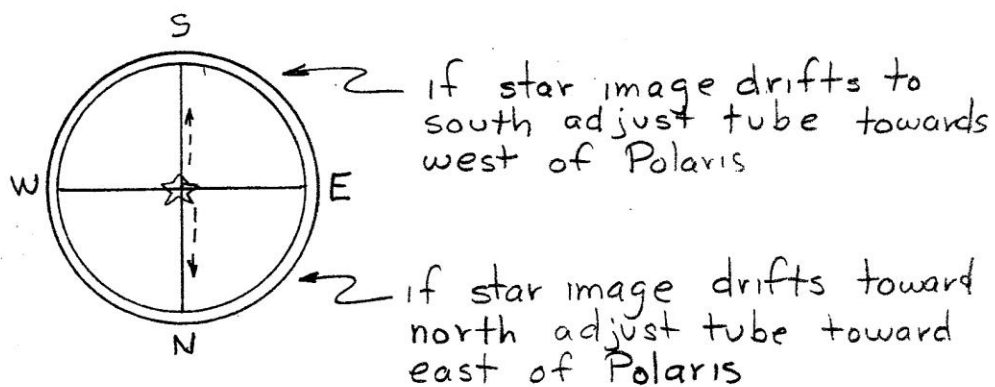 S
if star image drifts to
south adjust tube towards
west of Polaris
W
E
if star image drifts toward
north adjust tube toward
east of Polaris
N